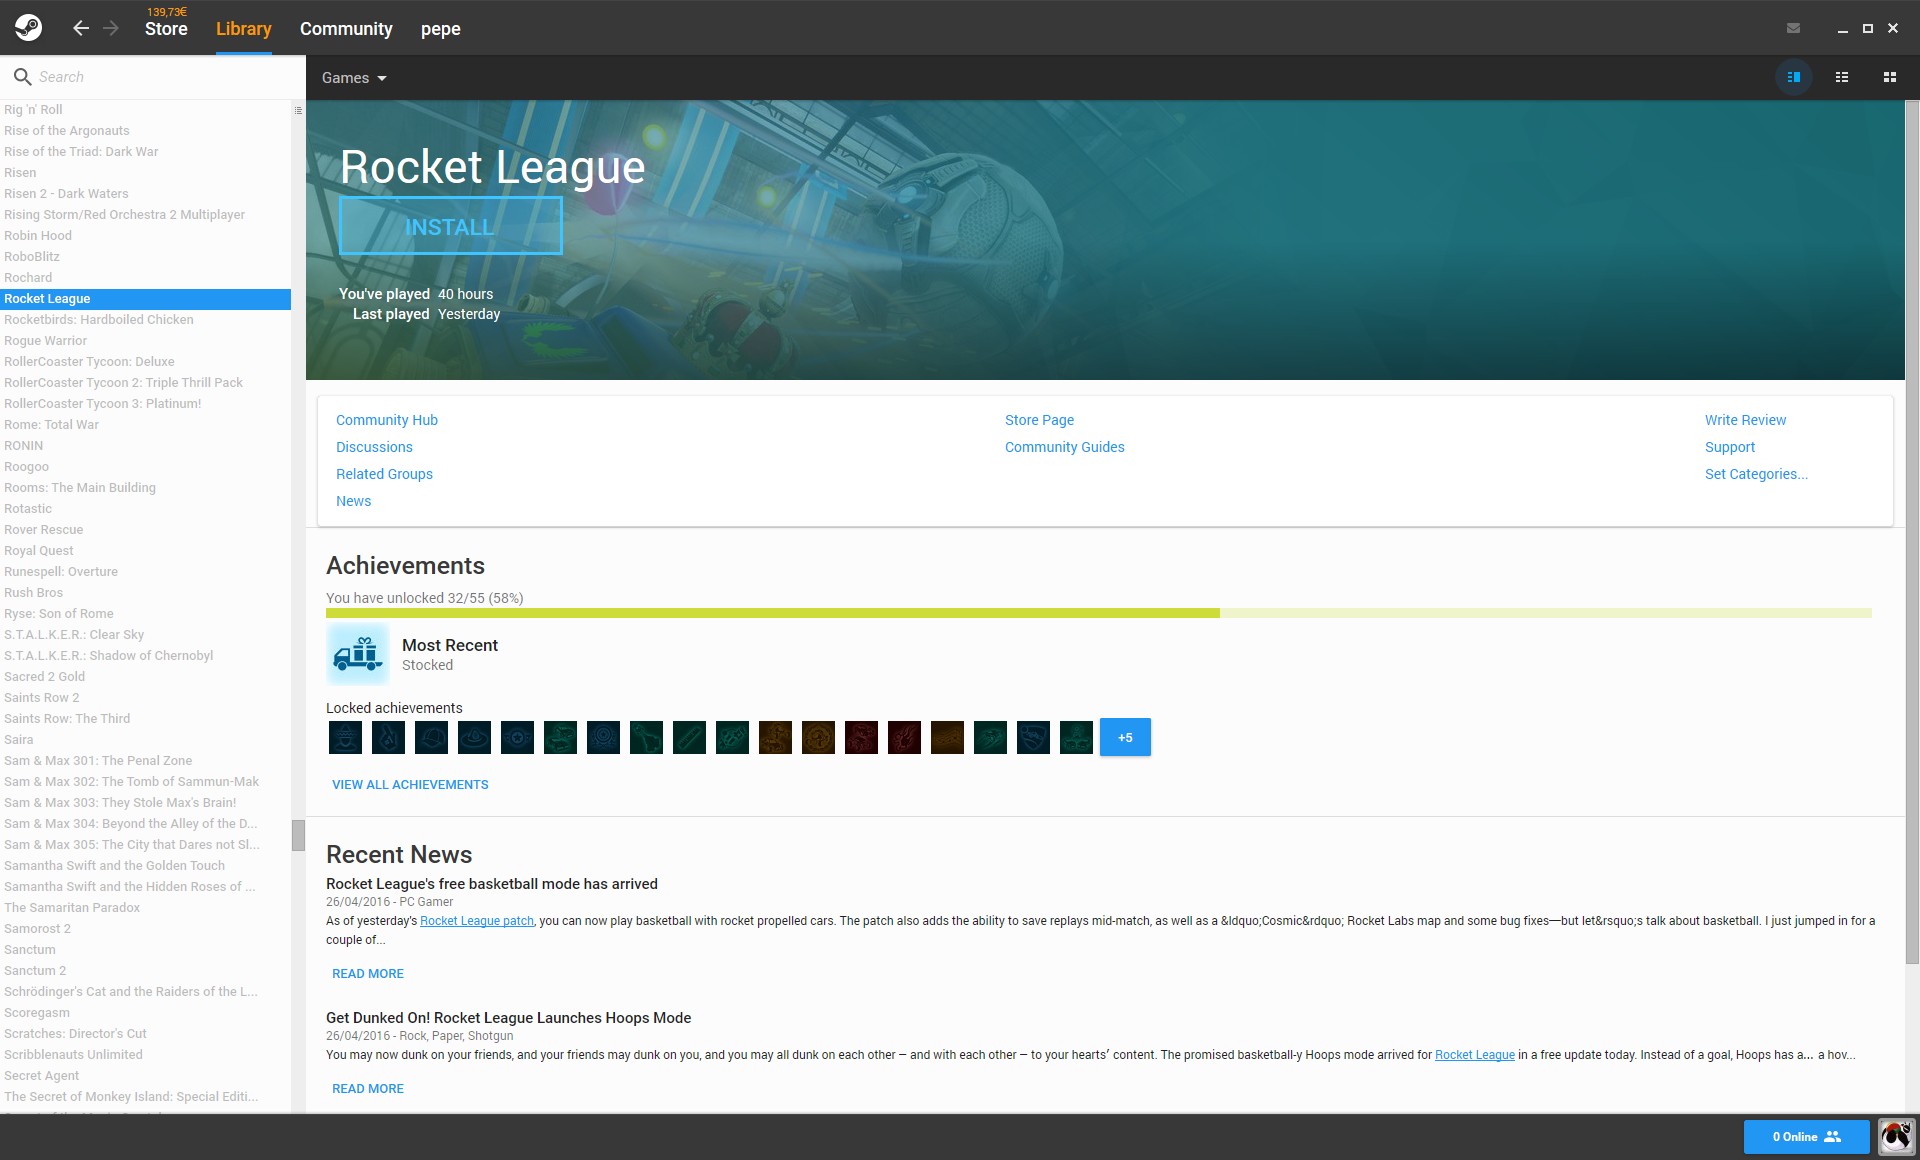 139,73€
Store
Library
Community
pepe
Search
Games
Rig 'n' Roll
Rise of the Argonauts
Rise of the Triad: Dark War
Risen
Risen 2 - Dark Waters
Rising Storm/Red Orchestra 2 Multiplayer
Robin Hood
RoboBlitz
Rochard
Rocket League
Rocketbirds: Hardboiled Chicken
Rogue Warrior
RollerCoaster Tycoon: Deluxe
RollerCoaster Tycoon 2: Triple Thrill Pack
RollerCoaster Tycoon 3: Platinum!
Rome: Total War
RONIN
Roogoo
Rooms: The Main Building
Rotastic
Rover Rescue
Royal Quest
Runespell: Overture
Rush Bros
Ryse: Son of Rome
S.T.A.L.K.E.R.: Clear Sky
S.T.A.L.K.E.R.: Shadow of Chernobyl
Sacred 2 Gold
Saints Row 2
Saints Row: The Third
Saira
Sam & Max 301: The Penal Zone
Sam & Max 302: The Tomb of Sammun-Mak
Sam & Max 303: They Stole Max's Brain!
Sam & Max 304: Beyond the Alley of the D...
Sam & Max 305: The City that Dares not Sl...
Samantha Swift and the Golden Touch
Samantha Swift and the Hidden Roses of ...
The Samaritan Paradox
Samorost 2
Sanctum
Sanctum 2
Schrödinger's Cat and the Raiders of the L...
Scoregasm
Scratches: Director's Cut
Scribblenauts Unlimited
Secret Agent
The Secret of Monkey Island: Special Editi...
Rocket League
INSTALL
You've played 40 hours
Last played Yesterday
Community Hub
Discussions
Related Groups
News
Store Page
Community Guides
Write Review
Support
Set Categories...
Achievements
You have unlocked 32/55 (58%)
Most Recent
Stocked
Locked achievements
+5
VIEW ALL ACHIEVEMENTS
Recent News
Rocket League's free basketball mode has arrived
26/04/2016 - PC Gamer
As of yesterday's Rocket League patch, you can now play basketball with rocket propelled cars. The patch also adds the ability to save replays mid-match, as well as a &ldquo;Cosmic&rdquo; Rocket Labs map and some bug fixes—but let&rsquo;s talk about basketball. I just jumped in for a
couple of...
READ MORE
Get Dunked On! Rocket League Launches Hoops Mode
26/04/2016 - Rock, Paper, Shotgun
You may now dunk on your friends, and your friends may dunk on you, and you may all dunk on each other – and with each other – to your hearts’ content. The promised basketball-y Hoops mode arrived for Rocket League in a free update today. Instead of a goal, Hoops has a… a hov...
READ MORE
0 Online